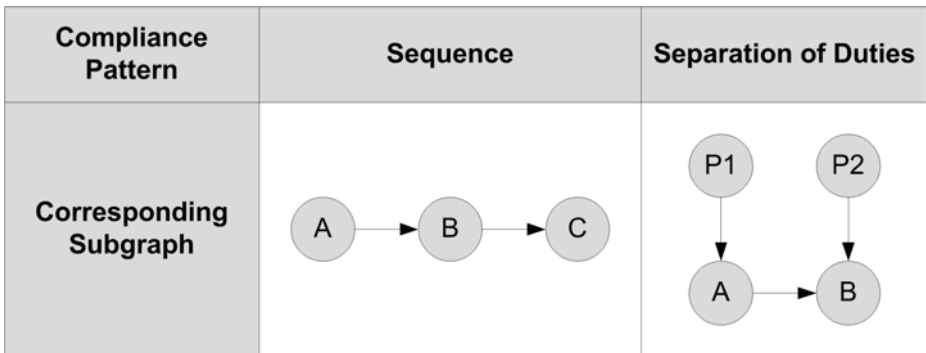 Compliance
Pattern
Sequence
Separation of Duties
Corresponding
Subgraph
A B C
P1 P2
A B